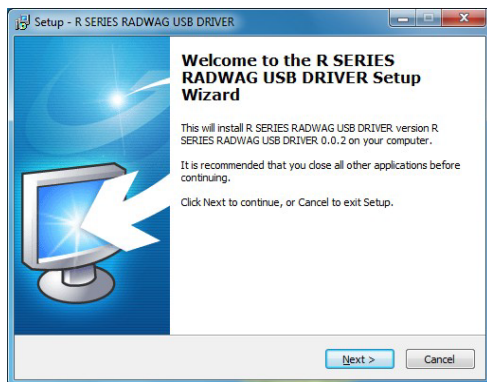 Setup - R SERIES RADWAG USB DRIVER
Welcome to the R SERIES
RADWAG USB DRIVER Setup
Wizard
This will install R SERIES RADWAG USB DRIVER version R
SERIES RADWAG USB DRIVER 0.0.2 on your computer.
It is recommended that you close all other applications before
continuing.
Click Next to continue, or Cancel to exit Setup.
Next >
Cancel